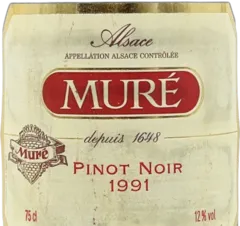 Alsace
APPELLATION ALSACE CONTRÔLÉE
MURÉ
depuis 1648
Muré
PINOT NOIR
1991
75 cl
12% vol